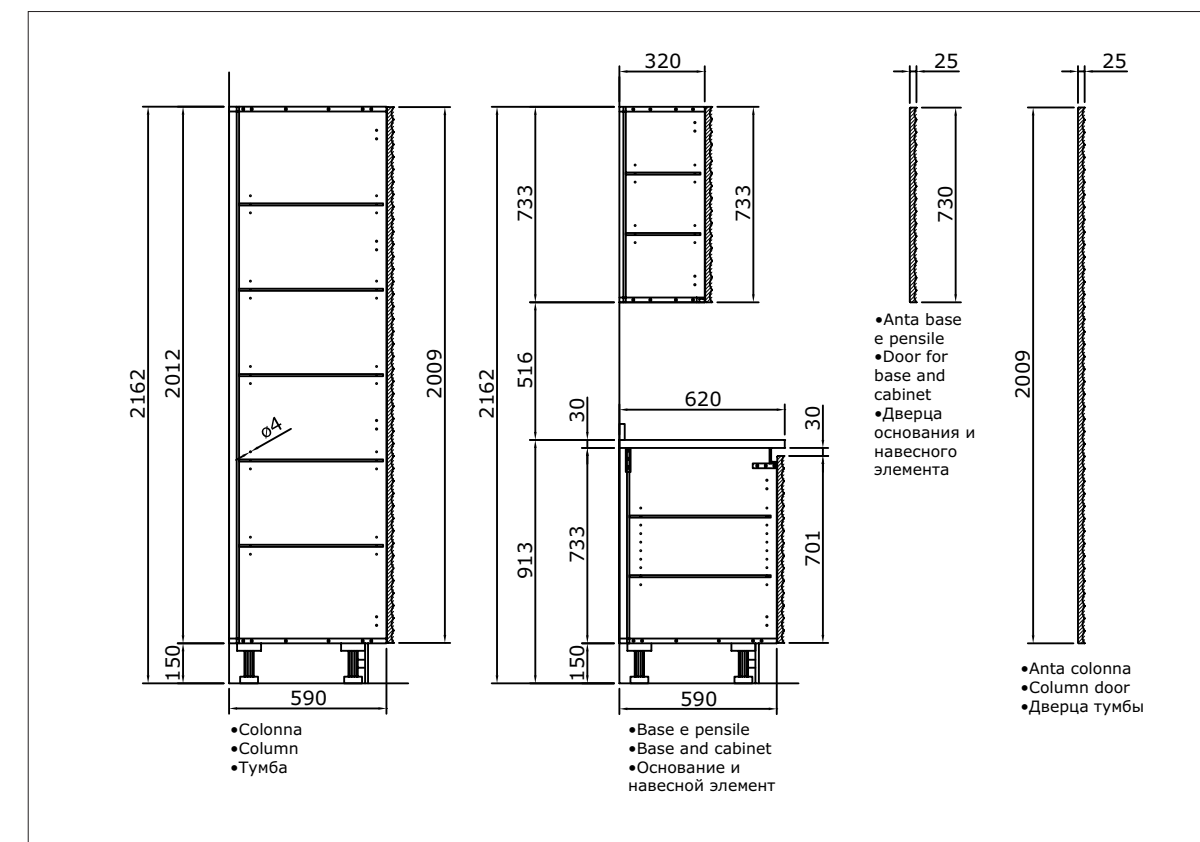 320
25
25
2162
2012
2009
150
ø4
590
•Colonna
•Column
•Тумба
2162
733
733
516
30
620
30
913
733
701
150
590
•Base e pensile
•Base and cabinet
•Основание и
навесной элемент
730
•Anta base
e pensile
•Door for
base and
cabinet
•Дверца
основания и
навесного
элемента
2009
•Anta colonna
•Column door
•Дверца тумбы